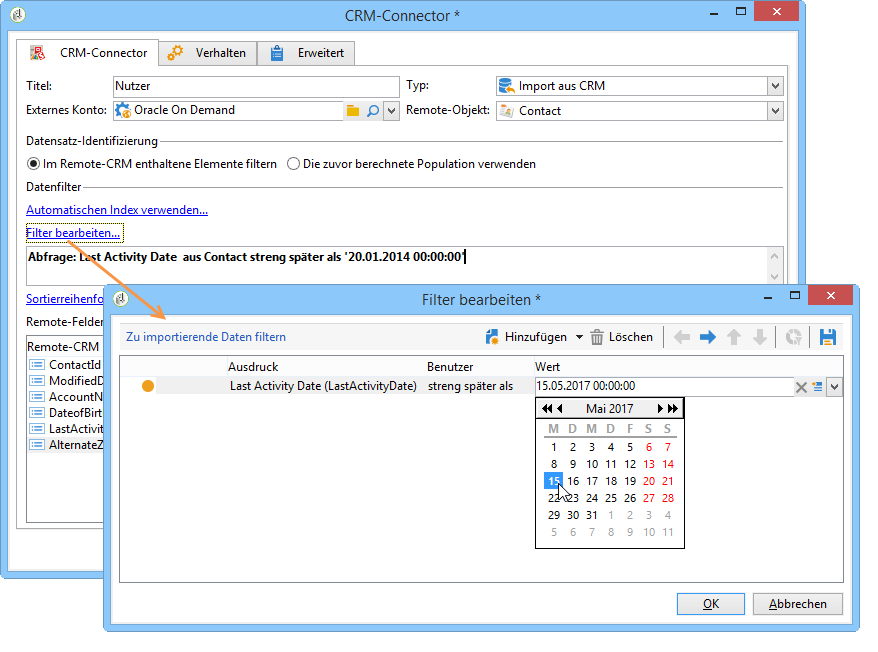 CRM-Connector *
CRM-Connector
Verhalten
Erweitert
Titel:
Nutzer
Typ:
Import aus CRM
Externes Konto:
Oracle On Demand
Remote-Objekt:
Contact
Datensatz-Identifizierung
Im Remote-CRM enthaltene Elemente filtern
Die zuvor berechnete Population verwenden
Datenfilter
Automatischen Index verwenden...
Filter bearbeiten...
Abfrage: Last Activity Date aus Contact streng später als '20.01.2014 00:00:00'
Sortierreihenfo
Remote-Felder
Remote-CRM
ContactId
ModifiedD
AccountN
DateofBirt
LastActivit
AlternateZ
Filter bearbeiten *
Zu importierende Daten filtern
Hinzufügen
Löschen
Ausdruck Benutzer Wert
Last Activity Date (LastActivityDate) streng später als 15.05.2017 00:00:00
Mai 2017
M D M D F S S
1 2 3 4 5 6 7
8 9 10 11 12 13 14
15 16 17 18 19 20 21
22 23 24 25 26 27 28
29 30 31 1 2 3 4
5 6 7 8 9 10 11
OK
Abbrechen